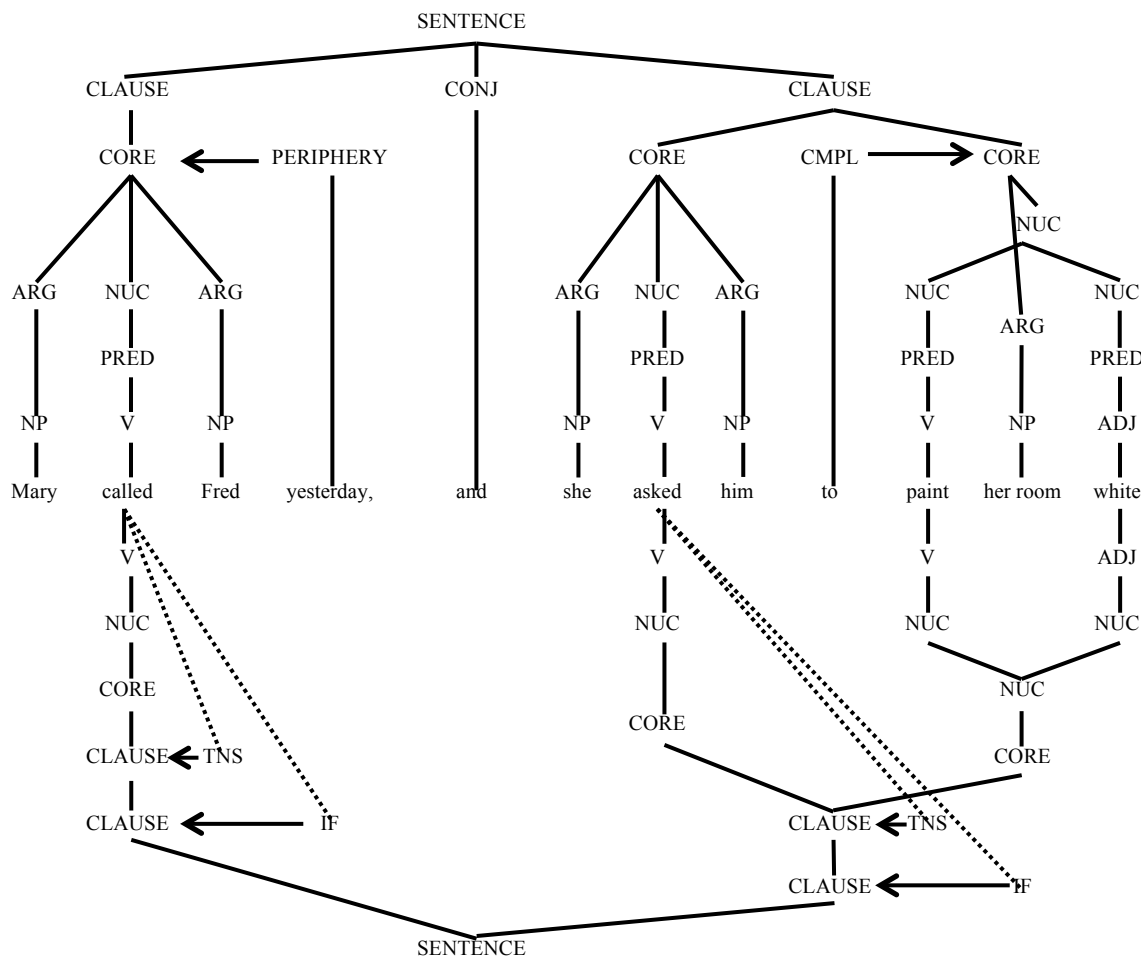 SENTENCE
CLAUSE CONJ CLAUSE
CORE PERIPHERY CORE CMPL CORE
NUC
ARG NUC ARG ARG NUC ARG NUC NUC
ARG
PRED PRED PRED PRED
NP V NP NP V NP V NP ADJ
Mary called Fred yesterday, and she asked him to paint her room white
V V V ADJ
NUC NUC NUC NUC
CORE NUC
CORE
CLAUSE TNS CORE
CLAUSE IF CLAUSE TNS
CLAUSE IF
SENTENCE